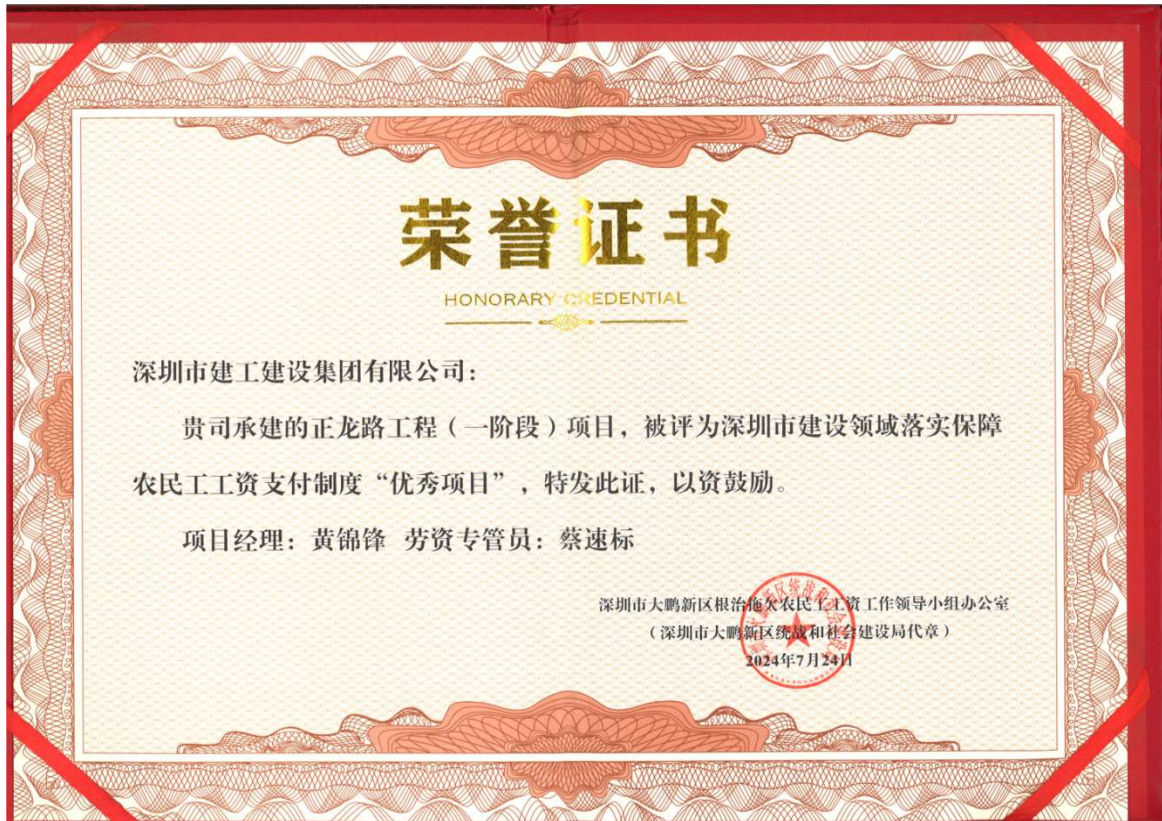 荣誉证书
HONORARY CREDENTIAL
深圳市建工建设集团有限公司：
贵司承建的正龙路工程（一阶段）项目，被评为深圳市建设领域落实保障
农民工工资支付制度“优秀项目”，特发此证，以资鼓励。
项目经理：黄锦锋 劳资专管员：蔡速标
深圳市大鹏新区根治拖欠农民工工资工作领导小组办公室
（深圳市大鹏新区统战和社会建设局代章）
2024年7月24日